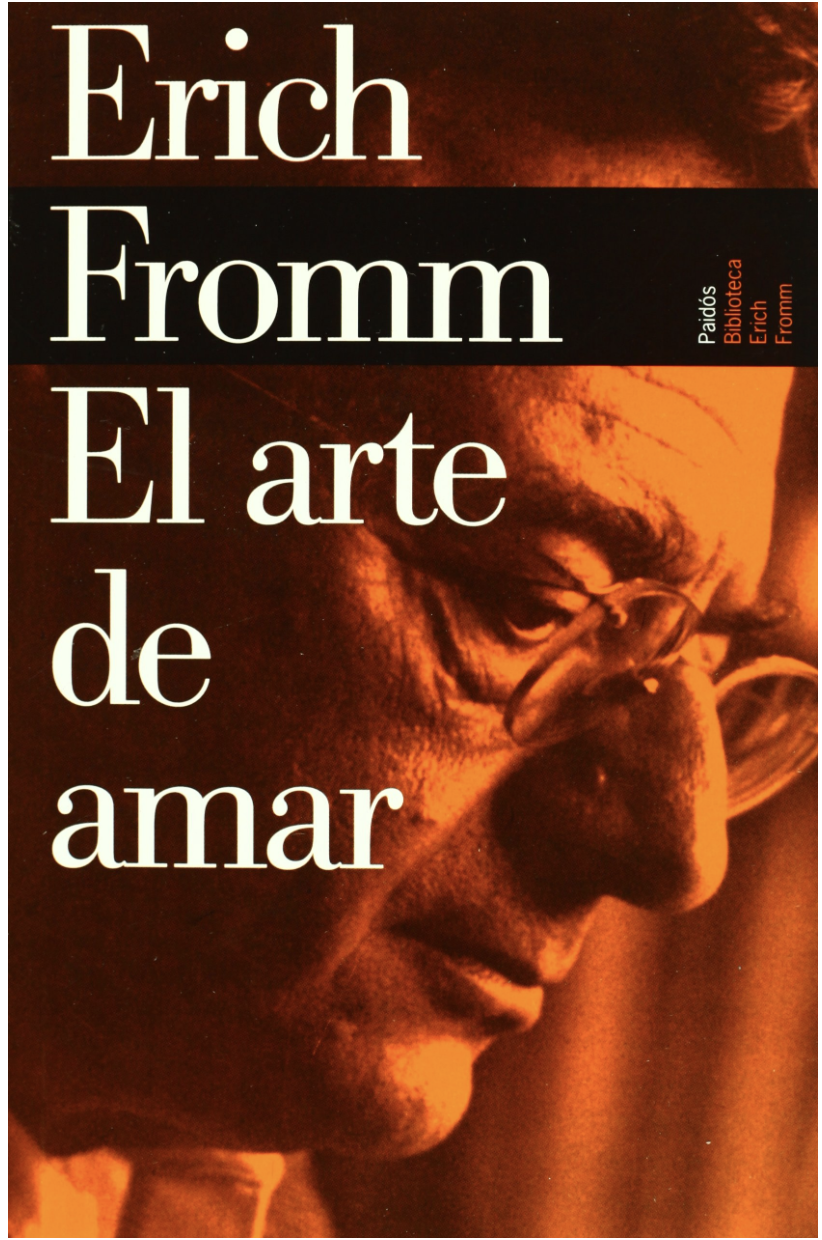 Erich
Fromm
Paidós
Biblioteca
Erich
Fromm
El arte
de
amar